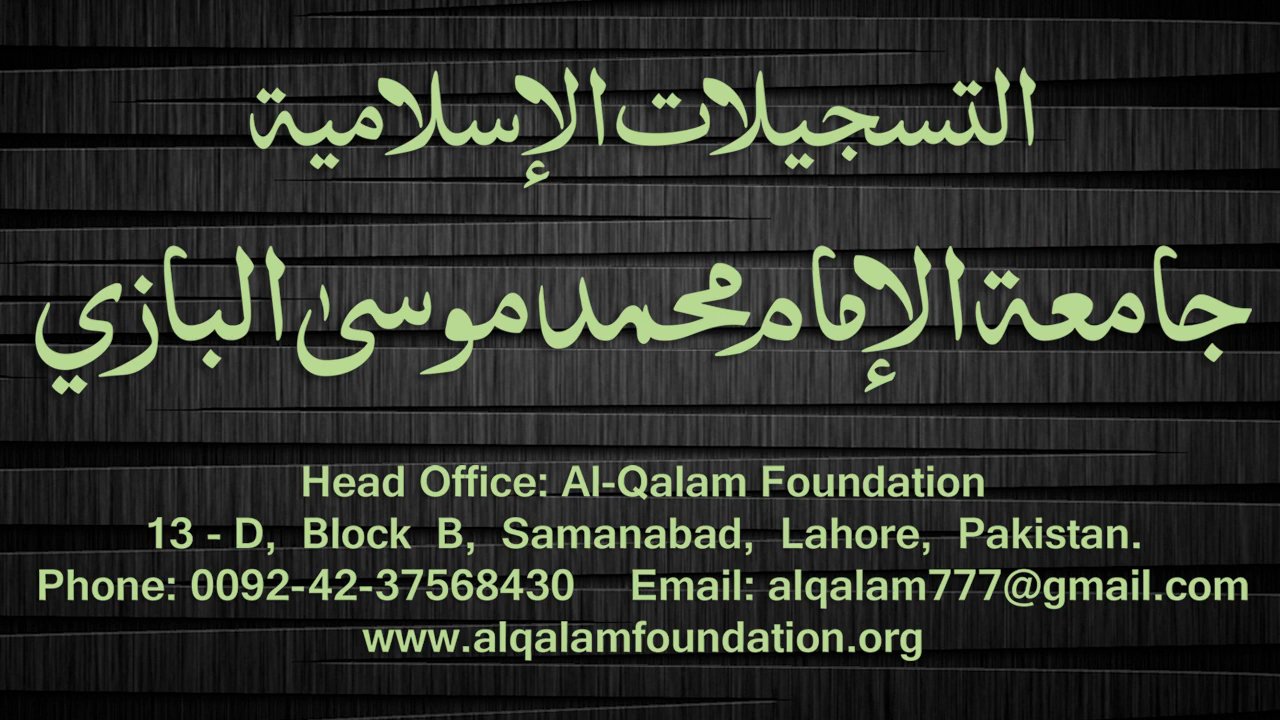 التسجيلات الإسلامية
جامعة الإمام محمد موسىٰ البازي
Head Office: Al-Qalam Foundation
13 - D, Block B, Samanabad, Lahore, Pakistan.
Phone: 0092-42-37568430 Email: alqalam777@gmail.com
www.alqalamfoundation.org